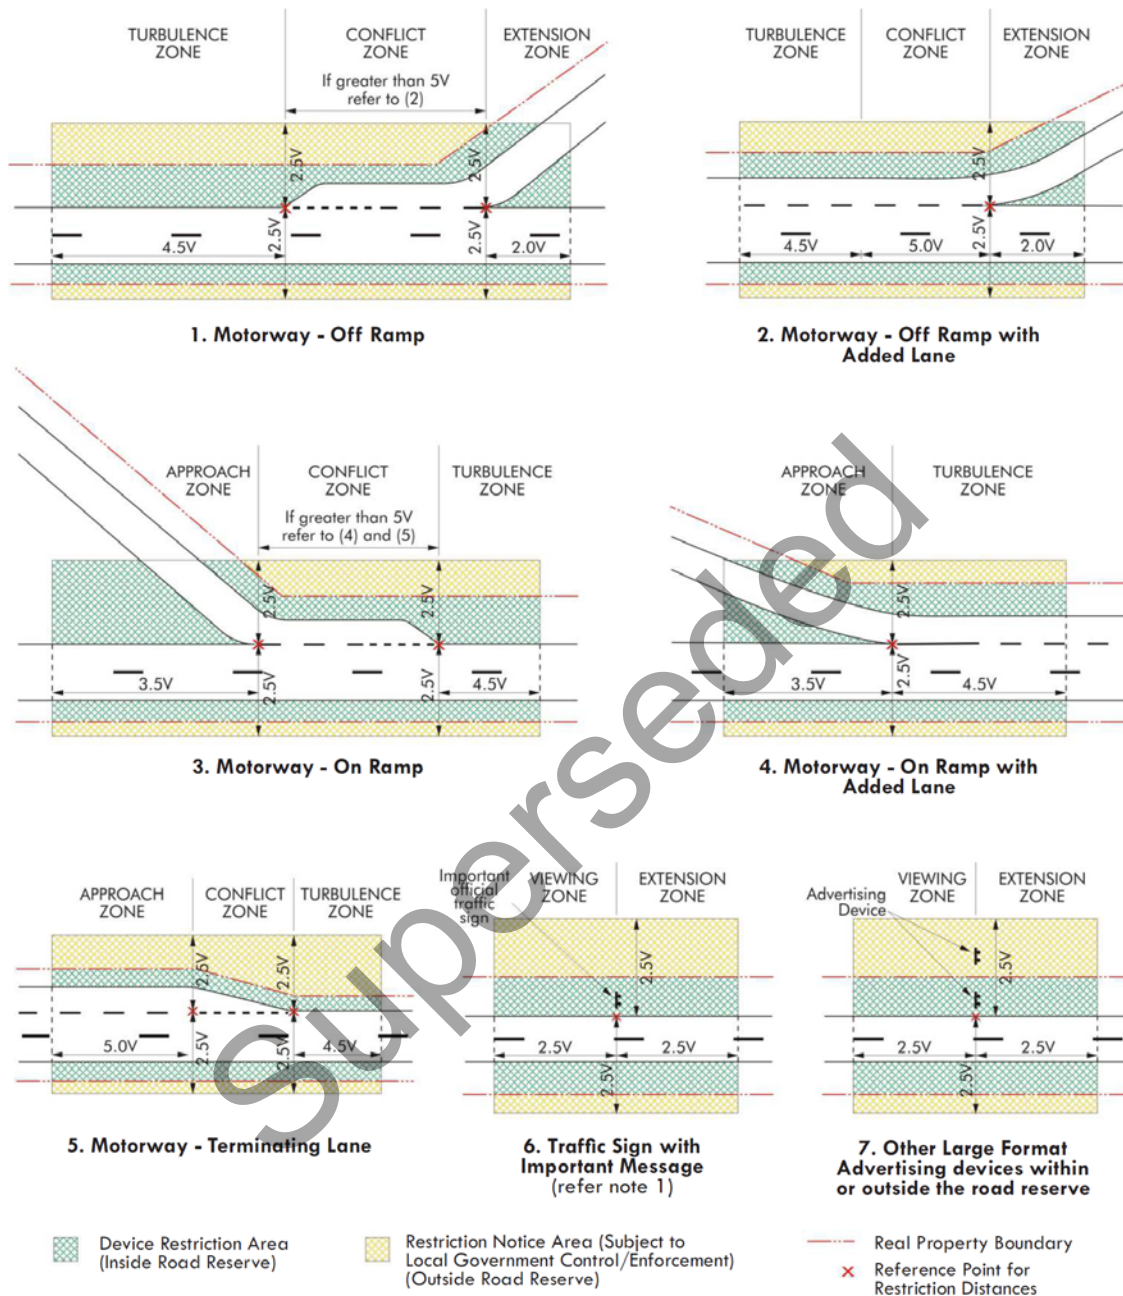 TURBULENCE
ZONE
CONFLICT
ZONE
EXTENSION
ZONE
If greater than 5V
refer to (2)
2.5V
2.5V
2.5V
2.5V
4.5V
2.0V
1. Motorway - Off Ramp
TURBULENCE
ZONE
CONFLICT
ZONE
EXTENSION
ZONE
2.5V
2.5V
4.5V
5.0V
2.0V
2. Motorway - Off Ramp with
Added Lane
APPROACH
ZONE
CONFLICT
ZONE
TURBULENCE
ZONE
If greater than 5V
refer to (4) and (5)
2.5V
2.5V
2.5V
2.5V
3.5V
4.5V
3. Motorway - On Ramp
APPROACH
ZONE
TURBULENCE
ZONE
2.5V
2.5V
3.5V
4.5V
4. Motorway - On Ramp with
Added Lane
APPROACH
ZONE
CONFLICT
ZONE
TURBULENCE
ZONE
2.5V
2.5V
2.5V
2.5V
5.0V
4.5V
5. Motorway - Terminating Lane
Important
official
traffic
sign
VIEWING
ZONE
EXTENSION
ZONE
2.5V
2.5V
2.5V
2.5V
6. Traffic Sign with
Important Message
(refer note 1)
Advertising
Device
VIEWING
ZONE
EXTENSION
ZONE
2.5V
2.5V
2.5V
2.5V
7. Other Large Format
Advertising devices within
or outside the road reserve
Device Restriction Area
(Inside Road Reserve)
Restriction Notice Area (Subject to
Local Government Control/Enforcement)
(Outside Road Reserve)
Real Property Boundary
Reference Point for
Restriction Distances
Superseded